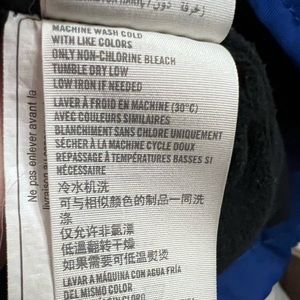 MACHINE WASH COLD
WITH LIKE COLORS
ONLY NON-CHLORINE BLEACH
TUMBLE DRY LOW
LOW IRON IF NEEDED
LAVER À FROID EN MACHINE (30°C)
AVEC COULEURS SIMILAIRES
BLANCHIMENT SANS CHLORE UNIQUEMENT
SÉCHER À LA MACHINE CYCLE DOUX
REPASSAGE À TEMPÉRATURES BASSES SI
NÉCESSAIRE
冷水机洗
可与相似颜色的制品一同洗
涤
仅允许非氯漂
低温翻转干燥
如果需要可低温熨烫
LAVAR A MÁQUINA CON AGUA FRÍA
DEL MISMO COLOR
Ne pas enlever avant la